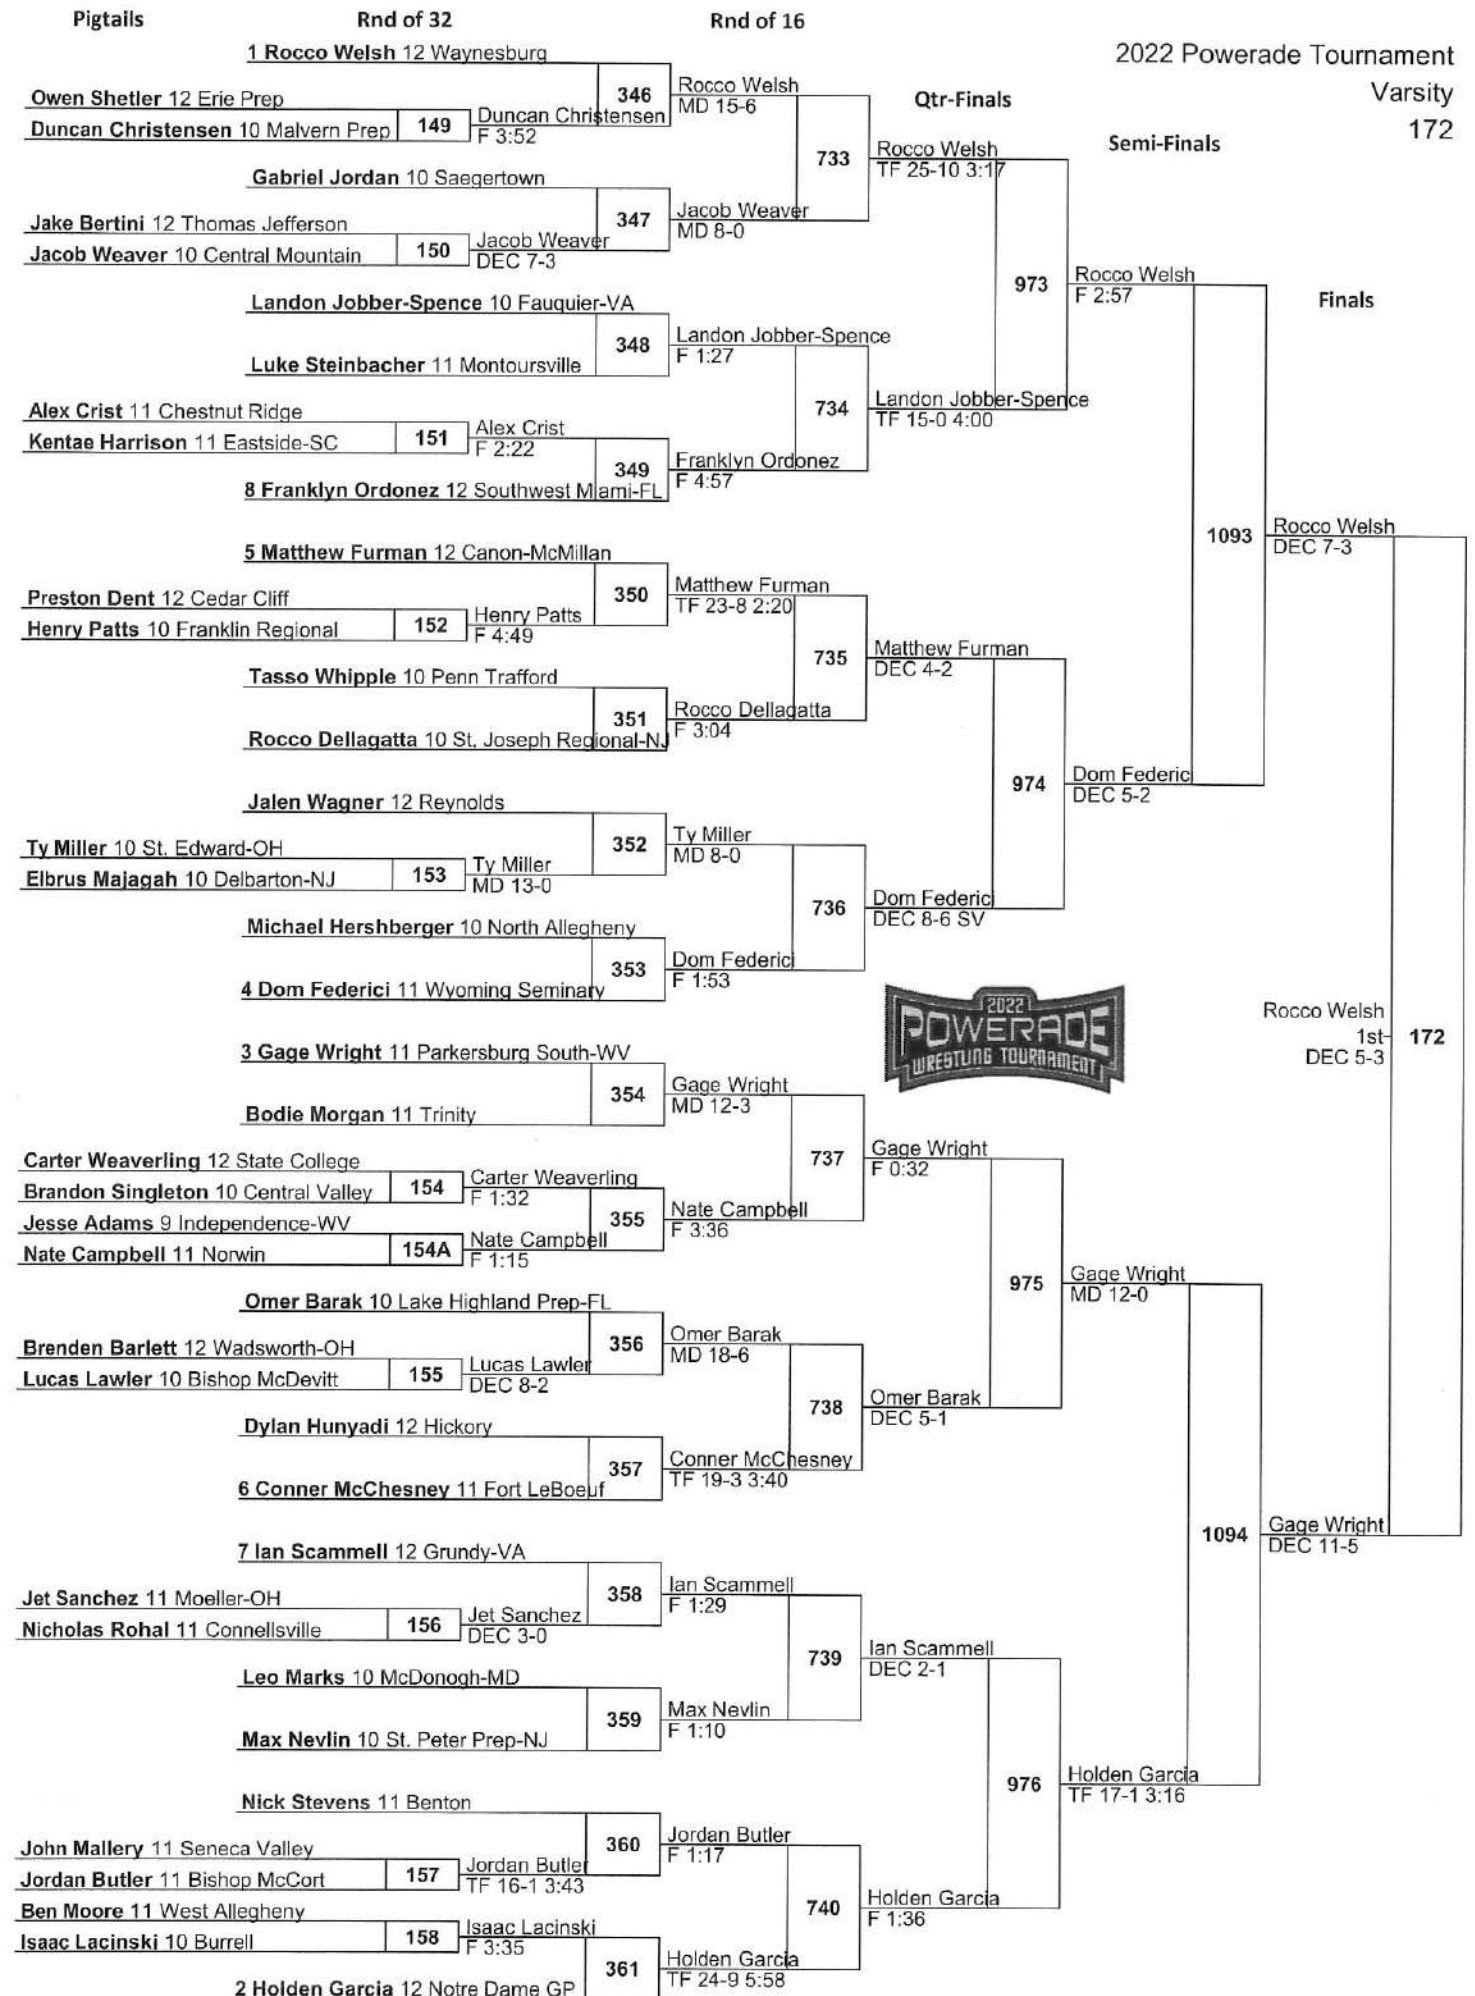 Pigtails Rnd of 32 Rnd of 16
2022 Powerade Tournament
Varsity
172
Qtr-Finals
Semi-Finals
Finals
1 Rocco Welsh 12 Waynesburg
346
Rocco Welsh
MD 15-6
Owen Shetler 12 Erie Prep
Duncan Christensen 10 Malvern Prep
149
Duncan Christensen
F 3:52
733
Rocco Welsh
TF 25-10 3:17
Gabriel Jordan 10 Saegertown
347
Jacob Weaver
MD 8-0
Jake Bertini 12 Thomas Jefferson
Jacob Weaver 10 Central Mountain
150
Jacob Weaver
DEC 7-3
973
Rocco Welsh
F 2:57
Landon Jobber-Spence 10 Fauquier-VA
348
Landon Jobber-Spence
F 1:27
Luke Steinbacher 11 Montoursville
734
Landon Jobber-Spence
TF 15-0 4:00
Alex Crist 11 Chestnut Ridge
Kentae Harrison 11 Eastside-SC
151
Alex Crist
F 2:22
349
Franklyn Ordonez
F 4:57
8 Franklyn Ordonez 12 Southwest Miami-FL
1093
Rocco Welsh
DEC 7-3
5 Matthew Furman 12 Canon-McMillan
350
Matthew Furman
TF 23-8 2:20
Preston Dent 12 Cedar Cliff
Henry Patts 10 Franklin Regional
152
Henry Patts
F 4:49
735
Matthew Furman
DEC 4-2
Tasso Whipple 10 Penn Trafford
351
Rocco Dellagatta
F 3:04
Rocco Dellagatta 10 St. Joseph Regional-NJ
974
Dom Federici
DEC 5-2
Jalen Wagner 12 Reynolds
352
Ty Miller
MD 8-0
Ty Miller 10 St. Edward-OH
Elbrus Majagah 10 Delbarton-NJ
153
Ty Miller
MD 13-0
736
Dom Federici
DEC 8-6 SV
Michael Hershberger 10 North Allegheny
353
Dom Federici
F 1:53
4 Dom Federici 11 Wyoming Seminary
2022
POWERADE
WRESTLING TOURNAMENT
Rocco Welsh
1st
DEC 5-3
172
3 Gage Wright 11 Parkersburg South-WV
354
Gage Wright
MD 12-3
Bodie Morgan 11 Trinity
737
Gage Wright
F 0:32
Carter Weaverling 12 State College
Brandon Singleton 10 Central Valley
154
Carter Weaverling
F 1:32
355
Nate Campbell
F 3:36
Jesse Adams 9 Independence-WV
Nate Campbell 11 Norwin
154A
Nate Campbell
F 1:15
975
Gage Wright
MD 12-0
Omer Barak 10 Lake Highland Prep-FL
356
Omer Barak
MD 18-6
Brenden Barlett 12 Wadsworth-OH
Lucas Lawler 10 Bishop McDevitt
155
Lucas Lawler
DEC 8-2
738
Omer Barak
DEC 5-1
Dylan Hunyadi 12 Hickory
357
Conner McChesney
TF 19-3 3:40
6 Conner McChesney 11 Fort LeBoeuf
1094
Gage Wright
DEC 11-5
7 Ian Scammell 12 Grundy-VA
358
Ian Scammell
F 1:29
Jet Sanchez 11 Moeller-OH
Nicholas Rohal 11 Connellsville
156
Jet Sanchez
DEC 3-0
739
Ian Scammell
DEC 2-1
Leo Marks 10 McDonogh-MD
359
Max Nevlin
F 1:10
Max Nevlin 10 St. Peter Prep-NJ
976
Holden Garcia
TF 17-1 3:16
Nick Stevens 11 Benton
360
Jordan Butler
F 1:17
John Mallery 11 Seneca Valley
Jordan Butler 11 Bishop McCort
157
Jordan Butler
TF 16-1 3:43
740
Holden Garcia
F 1:36
Ben Moore 11 West Allegheny
Isaac Lacinski 10 Burrell
158
Isaac Lacinski
F 3:35
361
Holden Garcia
TF 24-9 5:58
2 Holden Garcia 12 Notre Dame GP